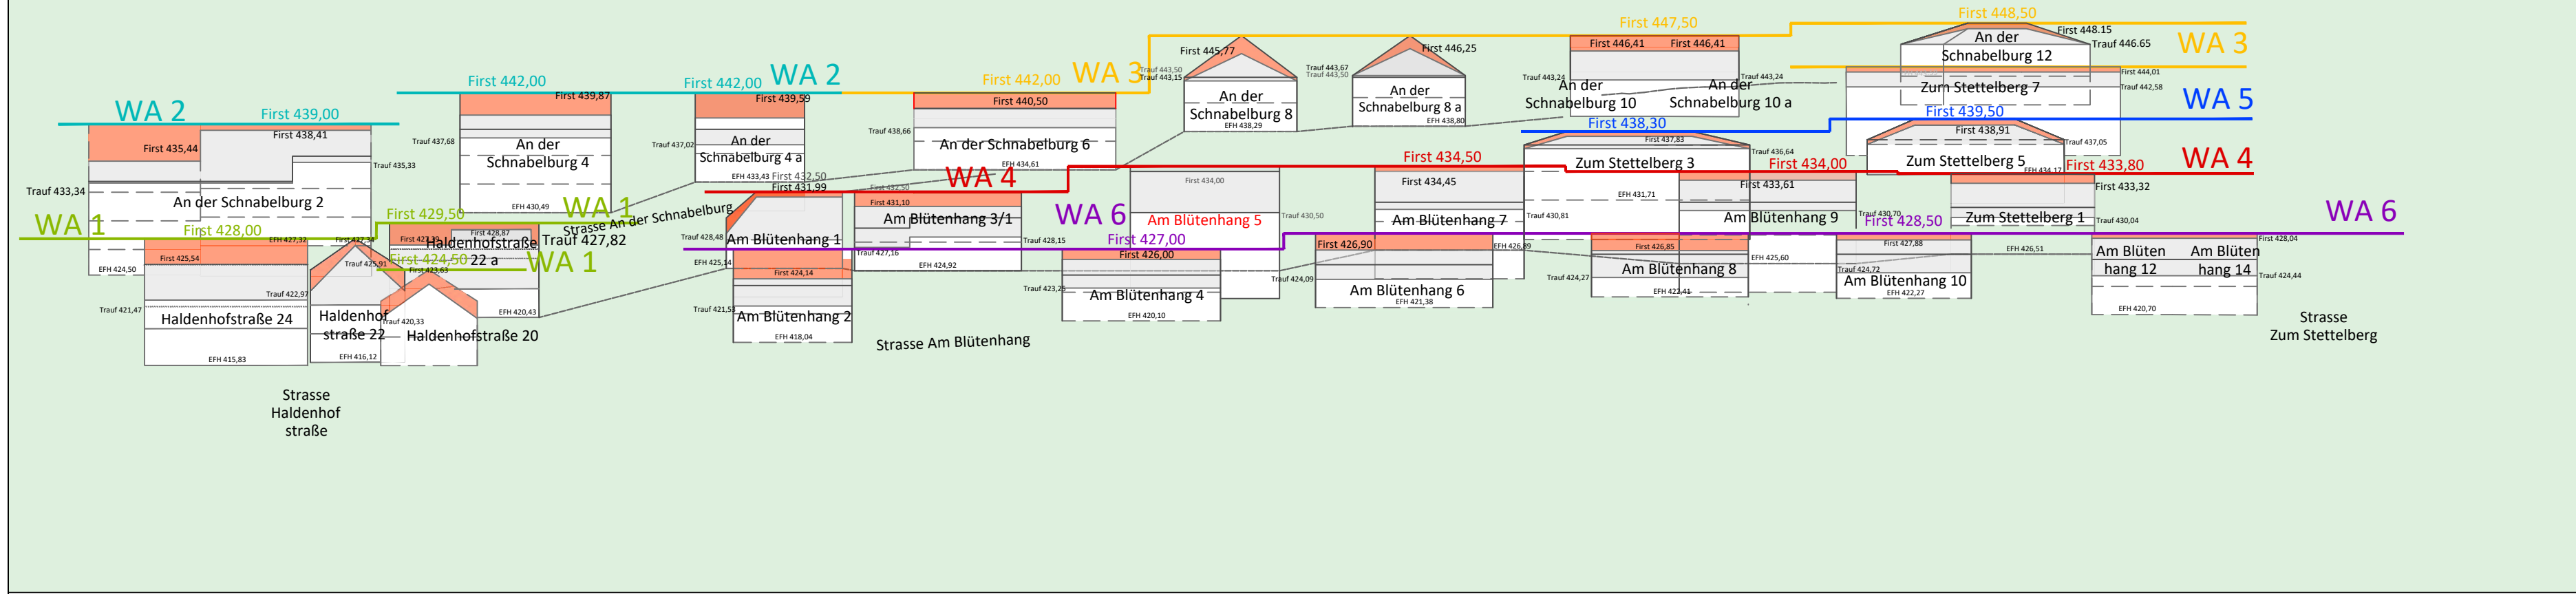 First 448,50
First 447,50
An der
Schnabelburg 12
First 448.15
Trauf 446.65
WA 3
First 445,77
First 446,25
First 446,41
First 446,41
First 442,00
First 442,00
WA 2
First 442,00
WA 3
Trauf 443,50
Trauf 443,15
Trauf 443,67
Trauf 443,50
Trauf 443,24
Trauf 443,24
First 444,01
Trauf 442,58
Zum Stettelberg 7
An der
Schnabelburg 8
EFH 438,29
An der
Schnabelburg 8 a
EFH 438,80
An der
Schnabelburg 10
An der
Schnabelburg 10 a
WA 5
WA 2
First 439,00
First 438,41
First 435,44
Trauf 435,33
Trauf 433,34
An der Schnabelburg 2
EFH 427,32
EFH 424,50
First 439,87
Trauf 437,68
An der
Schnabelburg 4
EFH 430,49
First 439,59
Trauf 437,02
An der
Schnabelburg 4 a
EFH 433,43
First 440,50
Trauf 438,66
An der Schnabelburg 6
EFH 434,61
First 438,30
First 437,83
Trauf 436,64
Zum Stettelberg 3
EFH 431,71
First 439,50
First 438,91
Trauf 437,05
Zum Stettelberg 5
EFH 434,17
First 432,50
First 431,99
First 432,50
WA 4
First 434,50
First 434,00
First 433,80
WA 4
First 431,10
Am Blütenhang 3/1
Trauf 428,15
Trauf 427,16
EFH 424,92
Am Blütenhang 1
Trauf 428,48
EFH 425,14
WA 6
First 434,00
Am Blütenhang 5
Trauf 430,50
First 434,45
Am Blütenhang 7
Trauf 430,81
EFH 426,89
First 433,61
Am Blütenhang 9
Trauf 430,70
EFH 425,60
First 433,32
Zum Stettelberg 1
Trauf 430,04
EFH 426,51
WA 1
First 428,00
First 429,50
WA 1
Strasse An der Schnabelburg
First 427,00
First 428,50
WA 6
First 425,54
Trauf 421,47
Haldenhofstraße 24
EFH 415,83
First 427,34
Trauf 425,91
Trauf 422,97
Haldenhof
straße 22
EFH 416,12
First 428,87
Haldenhofstraße
22 a
Trauf 427,82
EFH 420,43
First 424,50
WA 1
First 423,63
Trauf 420,33
Haldenhofstraße 20
First 424,14
Am Blütenhang 2
EFH 418,04
First 426,00
Trauf 423,25
Am Blütenhang 4
EFH 420,10
First 426,90
Trauf 424,09
Am Blütenhang 6
EFH 421,38
First 426,85
Trauf 424,27
Am Blütenhang 8
EFH 422,41
First 427,88
Trauf 424,72
Am Blütenhang 10
EFH 422,27
First 428,04
Am Blüten
hang 12
Am Blüten
hang 14
Trauf 424,44
EFH 420,70
Strasse Am Blütenhang
Strasse
Zum Stettelberg
Strasse
Haldenhof
straße